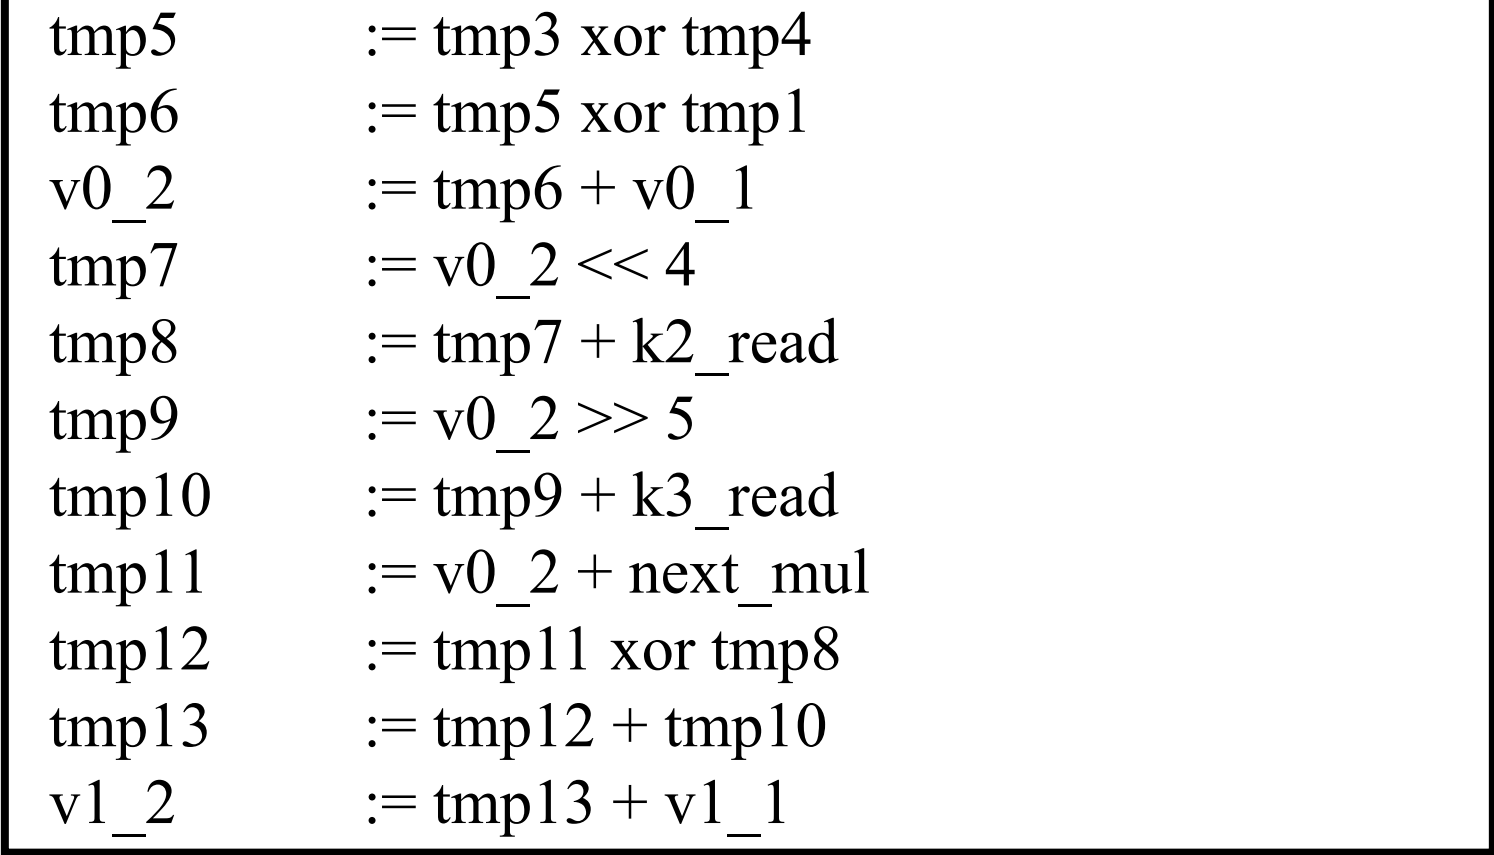 tmp5 := tmp3 xor tmp4
tmp6 := tmp5 xor tmp1
v0_2 := tmp6 + v0_1
tmp7 := v0_2 << 4
tmp8 := tmp7 + k2_read
tmp9 := v0_2 >> 5
tmp10 := tmp9 + k3_read
tmp11 := v0_2 + next_mul
tmp12 := tmp11 xor tmp8
tmp13 := tmp12 + tmp10
v1_2 := tmp13 + v1_1